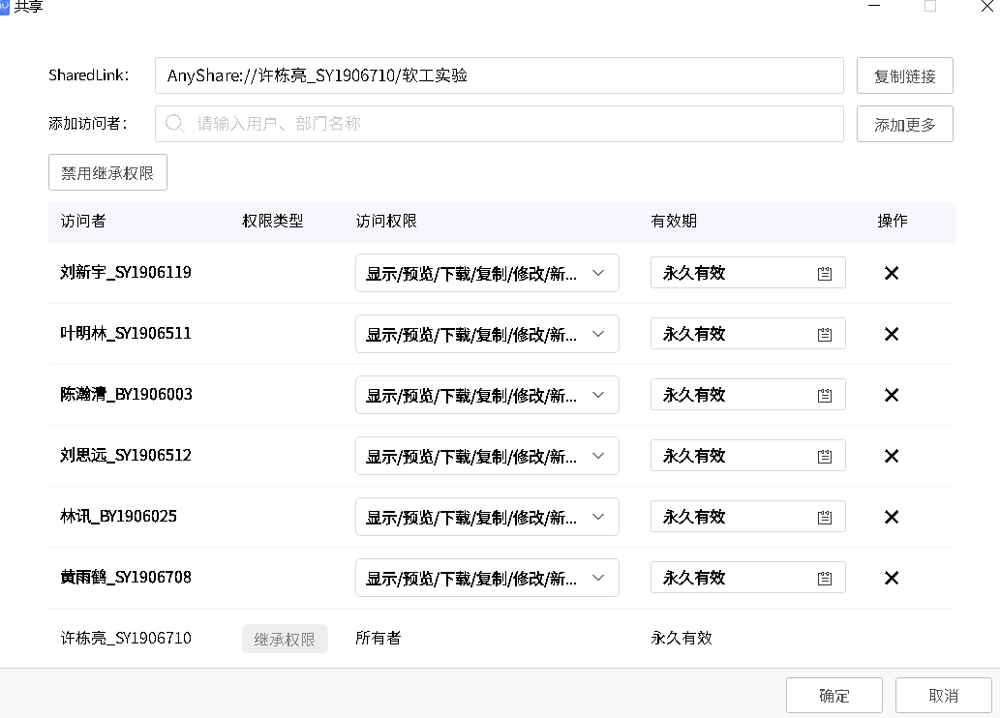 共享
SharedLink: AnyShare://许栋亮_SY1906710/软工实验 复制链接
添加访问者: 请输入用户、部门名称 添加更多
禁用继承权限
访问者 权限类型 访问权限 有效期 操作
刘新宇_SY1906119 显示/预览/下载/复制/修改/新... 永久有效
叶明林_SY1906511 显示/预览/下载/复制/修改/新... 永久有效
陈瀚清_BY1906003 显示/预览/下载/复制/修改/新... 永久有效
刘思远_SY1906512 显示/预览/下载/复制/修改/新... 永久有效
林讯_BY1906025 显示/预览/下载/复制/修改/新... 永久有效
黄雨鹤_SY1906708 显示/预览/下载/复制/修改/新... 永久有效
许栋亮_SY1906710 继承权限 所有者 永久有效
确定 取消